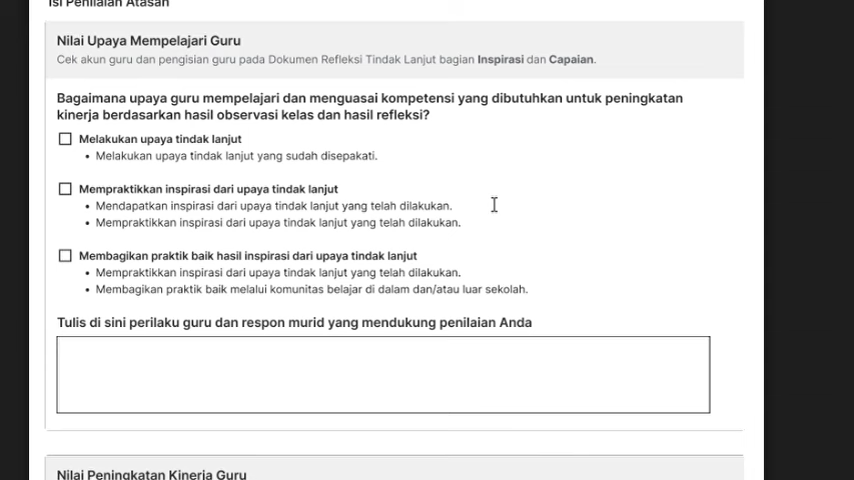 Isi Penilaian Atasan
Nilai Upaya Mempelajari Guru
Cek akun guru dan pengisian guru pada Dokumen Refleksi Tindak Lanjut bagian Inspirasi dan Capaian.
Bagaimana upaya guru mempelajari dan menguasai kompetensi yang dibutuhkan untuk peningkatan
kinerja berdasarkan hasil observasi kelas dan hasil refleksi?
Melakukan upaya tindak lanjut
• Melakukan upaya tindak lanjut yang sudah disepakati.
Mempraktikkan inspirasi dari upaya tindak lanjut
• Mendapatkan inspirasi dari upaya tindak lanjut yang telah dilakukan.
• Mempraktikkan inspirasi dari upaya tindak lanjut yang telah dilakukan.
Membagikan praktik baik hasil inspirasi dari upaya tindak lanjut
• Mempraktikkan inspirasi dari upaya tindak lanjut yang telah dilakukan.
• Membagikan praktik baik melalui komunitas belajar di dalam dan/atau luar sekolah.
Tulis di sini perilaku guru dan respon murid yang mendukung penilaian Anda
Nilai Peningkatan Kinerja Guru